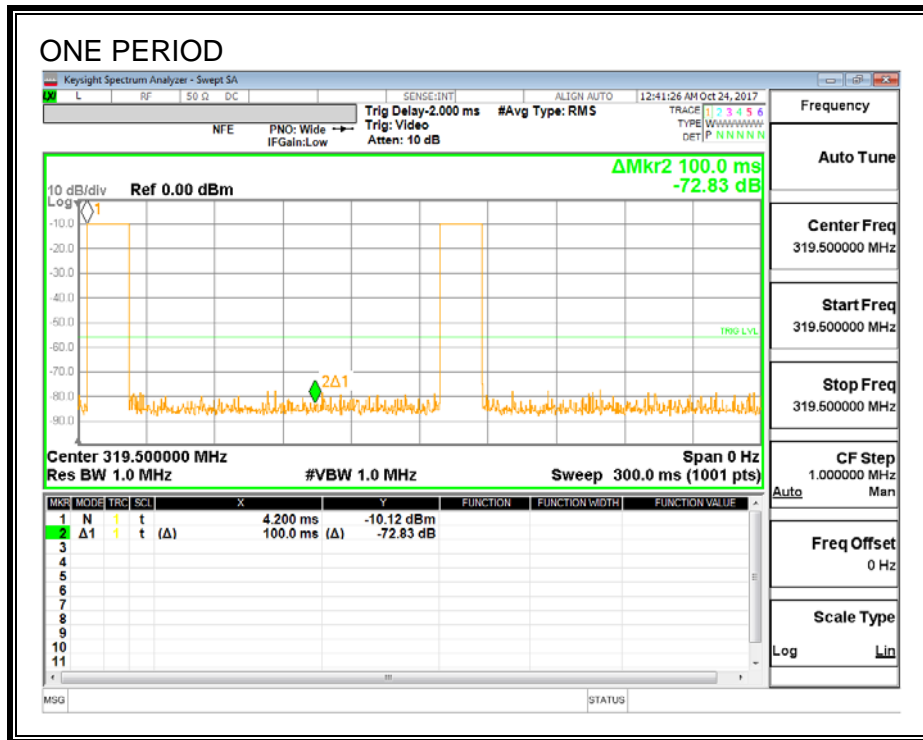 ONE PERIOD
Keysight Spectrum Analyzer - Swept SA
LXI L RF 50 Ω DC SENSE:INT ALIGN AUTO 12:41:26 AM Oct 24, 2017
Frequency
Trig Delay-2.000 ms #Avg Type: RMS TRACE 1 2 3 4 5 6
NFE PNO: Wide Trig: Video TYPE WWWWWW
IFGain:Low Atten: 10 dB DET P N N N N N
Auto Tune
ΔMkr2 100.0 ms
-72.83 dB
10 dB/div Ref 0.00 dBm
Log
1
-10.0
-20.0
-30.0
-40.0
-50.0
TRIG LVL
-60.0
-70.0
2Δ1
-80.0
-90.0
Center Freq
319.500000 MHz
Start Freq
319.500000 MHz
Stop Freq
319.500000 MHz
Center 319.500000 MHz Span 0 Hz
Res BW 1.0 MHz #VBW 1.0 MHz Sweep 300.0 ms (1001 pts)
CF Step
1.000000 MHz
Auto Man
MKR MODE TRC SCL X Y FUNCTION FUNCTION WIDTH FUNCTION VALUE
1 N 1 t 4.200 ms -10.12 dBm
2 Δ1 1 t (Δ) 100.0 ms (Δ) -72.83 dB
3
4
5
6
7
8
9
10
11
Freq Offset
0 Hz
Scale Type
Log Lin
MSG STATUS